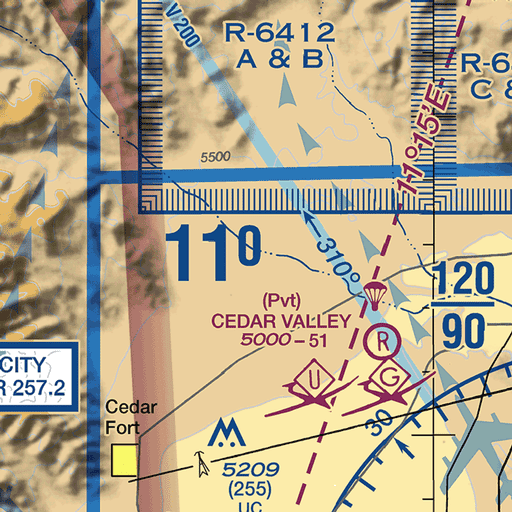 V 200
R-6412
A & B
R-6
C &
11°15'E
5500
11⁰
310°
120
90
(Pvt)
CEDAR VALLEY
5000 - 51
R
U
G
CITY
R 257.2
Cedar
Fort
30
5209
(255)
UC